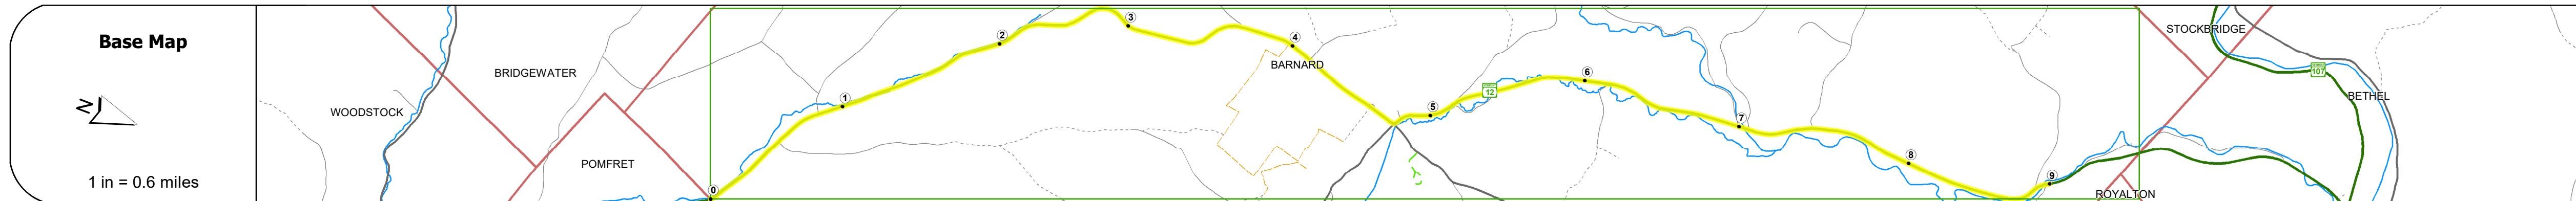 Base Map
N
1 in = 0.6 miles
WOODSTOCK
BRIDGEWATER
POMFRET
0
1
2
3
4
BARNARD
5
12
6
7
8
9
STOCKBRIDGE
107
BETHEL
ROYALTON